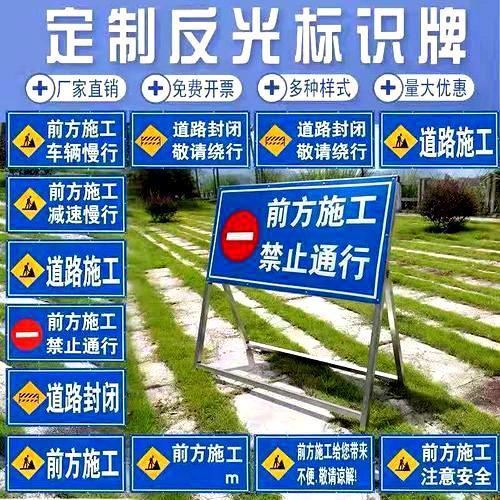 定制反光标识牌
厂家直销
免费开票
多种样式
量大优惠
前方施工
车辆慢行
道路封闭
敬请绕行
道路封闭
敬请绕行
道路施工
前方施工
减速慢行
道路施工
前方施工
禁止通行
道路封闭
前方施工
禁止通行
前方施工
前方施工
m
前方施工给您带来
不便,敬请谅解!
前方施工
注意安全